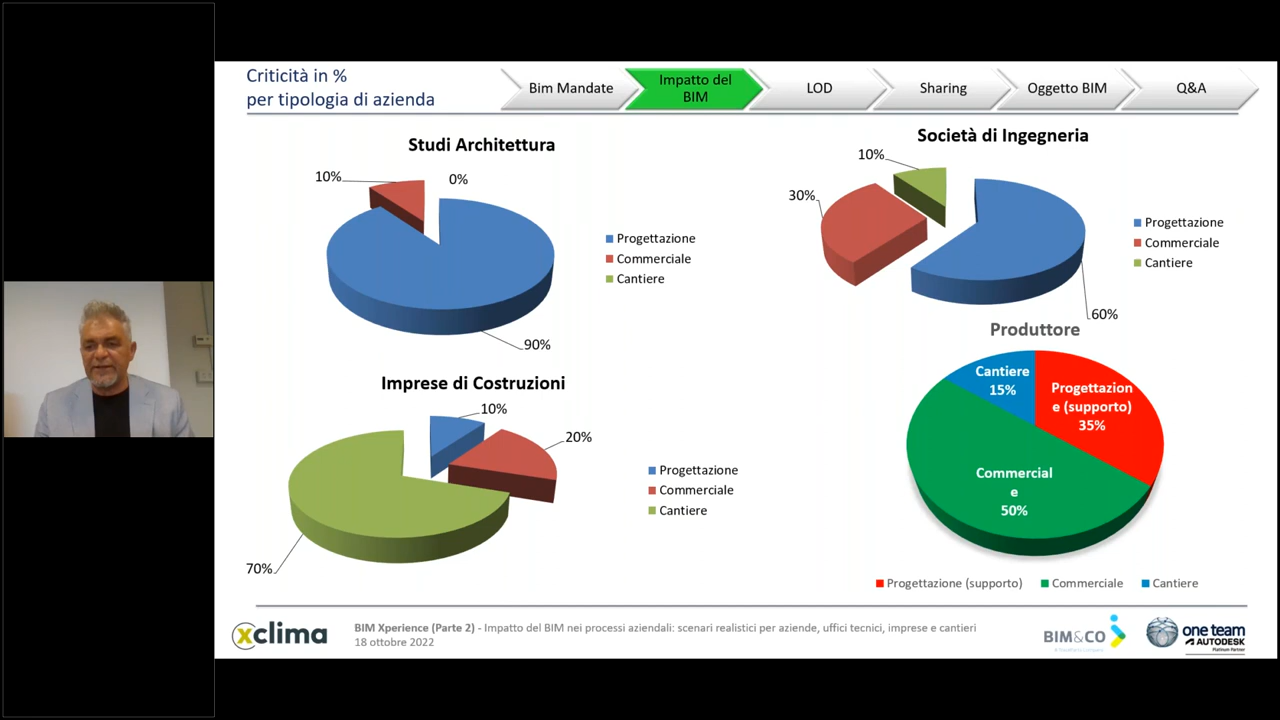 Criticità in %
per tipologia di azienda
Bim Mandate
Impatto del
BIM
LOD
Sharing
Oggetto BIM
Q&A
Studi Architettura
10%
0%
90%
Progettazione
Commerciale
Cantiere
Società di Ingegneria
10%
30%
60%
Progettazione
Commerciale
Cantiere
Imprese di Costruzioni
10%
20%
70%
Progettazione
Commerciale
Cantiere
Produttore
Cantiere
15%
Progettazion
e (supporto)
35%
Commercial
e
50%
Progettazione (supporto)
Commerciale
Cantiere
xclima
BIM Xperience (Parte 2) - Impatto del BIM nei processi aziendali: scenari realistici per aziende, uffici tecnici, imprese e cantieri
18 ottobre 2022
BIM&CO
one team
AUTODESK
Platinum Partner